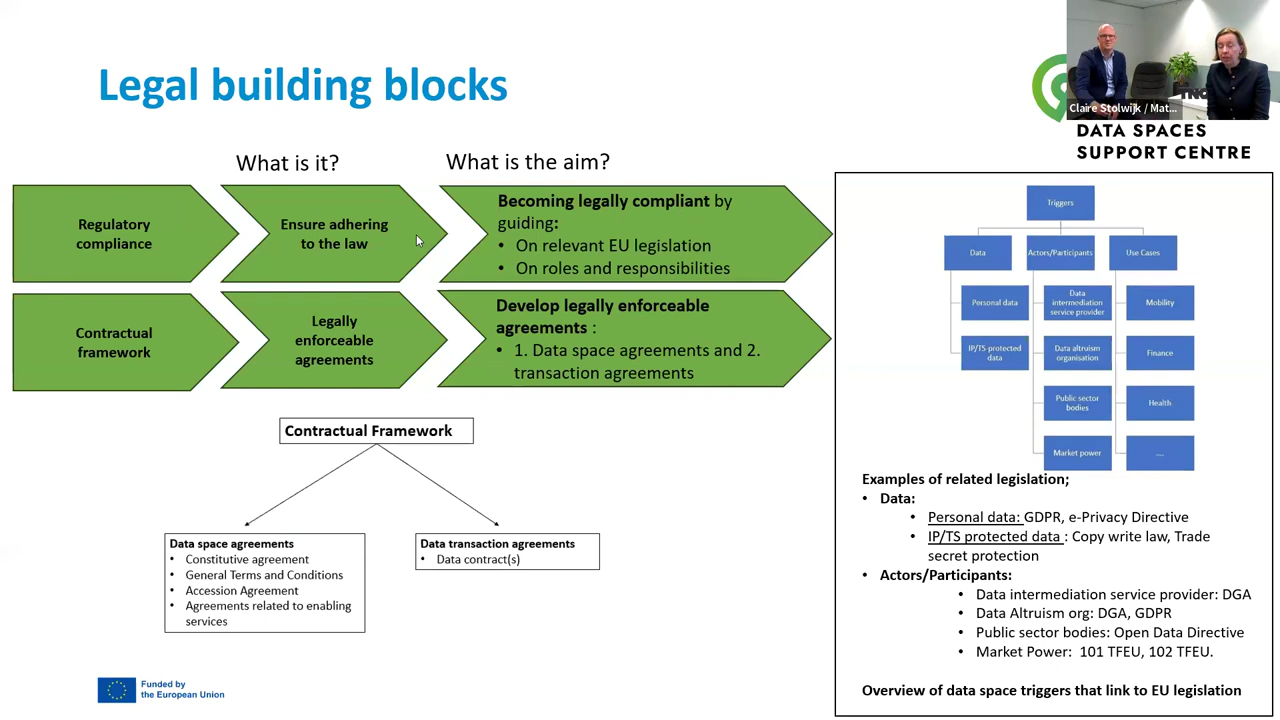 Legal building blocks
Claire Stolwijk / Mat...
DATA SPACES
SUPPORT CENTRE
What is it?
What is the aim?
Regulatory
compliance
Ensure adhering
to the law
Becoming legally compliant by
guiding:
• On relevant EU legislation
• On roles and responsibilities
Contractual
framework
Legally
enforceable
agreements
Develop legally enforceable
agreements :
• 1. Data space agreements and 2.
transaction agreements
Contractual Framework
Data space agreements
• Constitutive agreement
• General Terms and Conditions
• Accession Agreement
• Agreements related to enabling
services
Data transaction agreements
• Data contract(s)
Funded by
the European Union
Triggers
Data
Actors/Participants
Use Cases
Personal data
Data
intermediation
service provider
Mobility
IP/TS-protected
data
Data altruism
organisation
Finance
Public sector
bodies
Health
Market power
....
Examples of related legislation;
• Data:
• Personal data: GDPR, e-Privacy Directive
• IP/TS protected data : Copy write law, Trade
secret protection
• Actors/Participants:
• Data intermediation service provider: DGA
• Data Altruism org: DGA, GDPR
• Public sector bodies: Open Data Directive
• Market Power: 101 TFEU, 102 TFEU.
Overview of data space triggers that link to EU legislation